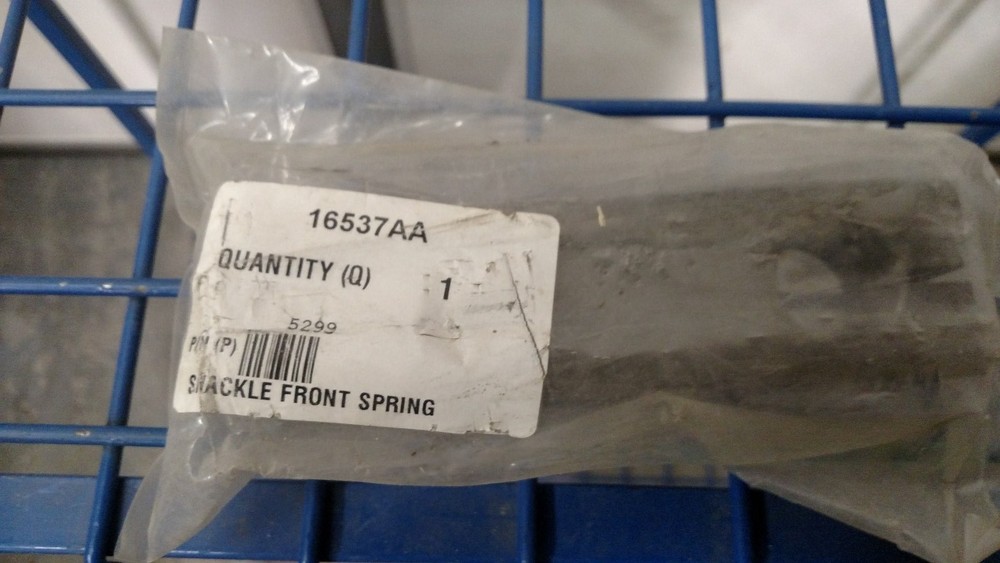 16537AA
QUANTITY (Q)
1
5299
P/N (P)
SHACKLE FRONT SPRING